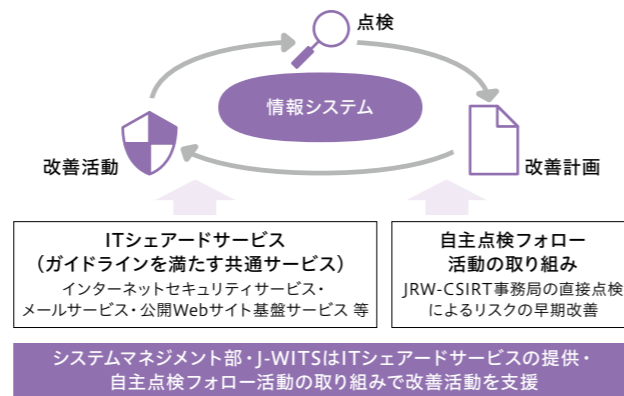 点検
情報システム
改善活動
改善計画
ITシェアードサービス
(ガイドラインを満たす共通サービス)
インターネットセキュリティサービス・
メールサービス・公開Webサイト基盤サービス 等
自主点検フォロー
活動の取り組み
JRW-CSIRT事務局の直接点検
によるリスクの早期改善
システムマネジメント部・J-WITSはITシェアードサービスの提供・
自主点検フォロー活動の取り組みで改善活動を支援